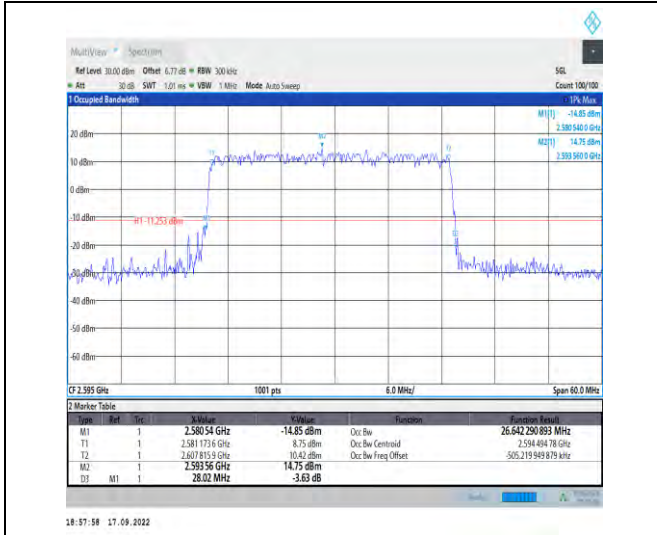 MultiView Spectrum
Ref Level 30.00 dBm Offset 6.77 dB RBW 300 kHz SGL
Att 30 dB SWT 1.01 ms VBW 1 MHz Mode Auto Sweep Count 100/100
1 Occupied Bandwidth 1Pk Max
M1[1] -14.85 dBm
2.580 540 0 GHz
20 dBm M2[1] 14.75 dBm
2.593 560 0 GHz
M2
T1
10 dBm
0 dBm
-10 dBm
H1 -11.253 dBm
M1
D3
-20 dBm
-30 dBm
-40 dBm
-50 dBm
-60 dBm
CF 2.595 GHz 1001 pts 6.0 MHz/ Span 60.0 MHz
2 Marker Table
Type Ref Trc X-Value Y-Value Function Function Result
M1 1 2.580 54 GHz -14.85 dBm Occ Bw 26.642 290 893 MHz
T1 1 2.581 173 6 GHz 8.75 dBm Occ Bw Centroid 2.594 494 78 GHz
T2 1 2.607 815 9 GHz 10.42 dBm Occ Bw Freq Offset -505.219 949 879 kHz
M2 1 2.593 56 GHz 14.75 dBm
D3 M1 1 28.02 MHz -3.63 dB
18:57:58 17.09.2022